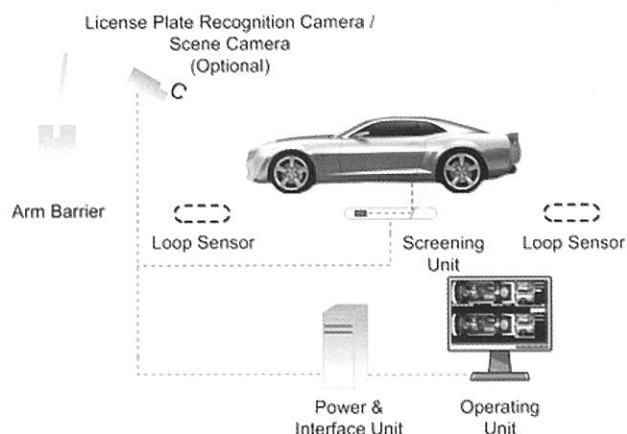 License Plate Recognition Camera /
Scene Camera
(Optional)
Arm Barrier
Loop Sensor
Screening
Unit
Loop Sensor
Power &
Interface Unit
Operating
Unit